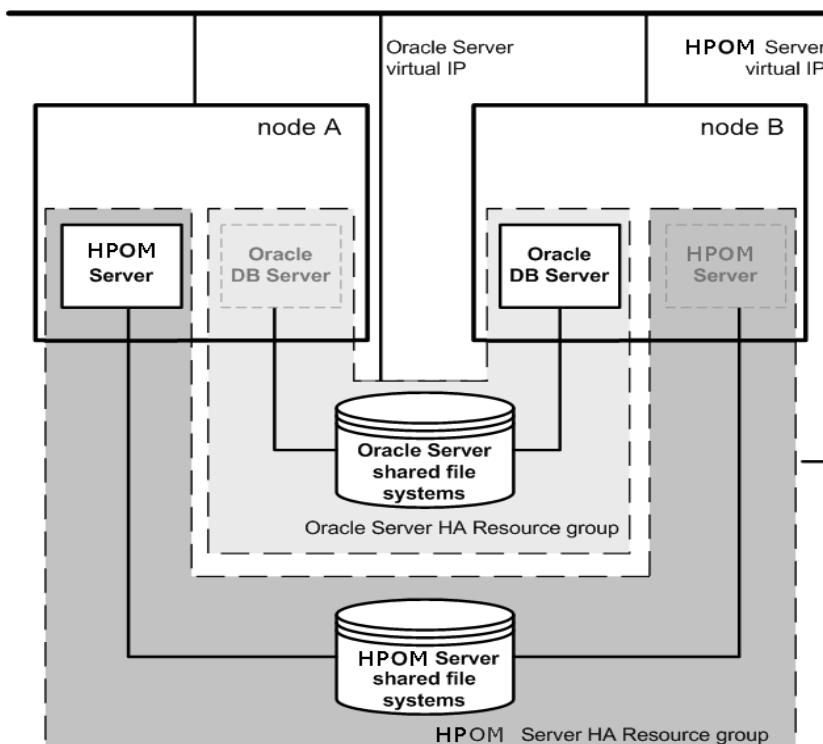 Oracle Server
virtual IP
HPOM Server
virtual IP
node A
node B
HPOM
Server
Oracle
DB Server
Oracle
DB Server
HPOM
Server
Oracle Server
shared file
systems
Oracle Server HA Resource group
HPOM Server
shared file
systems
HPOM Server HA Resource group